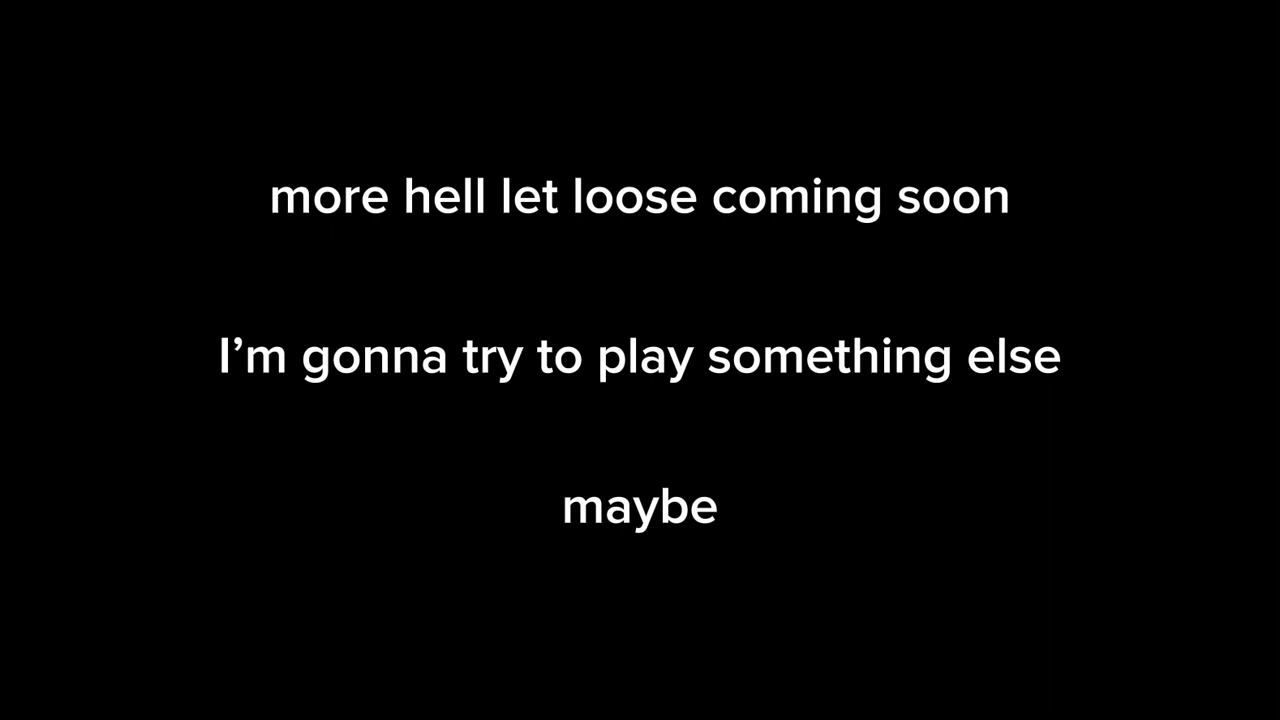 more hell let loose coming soon
I’m gonna try to play something else
maybe